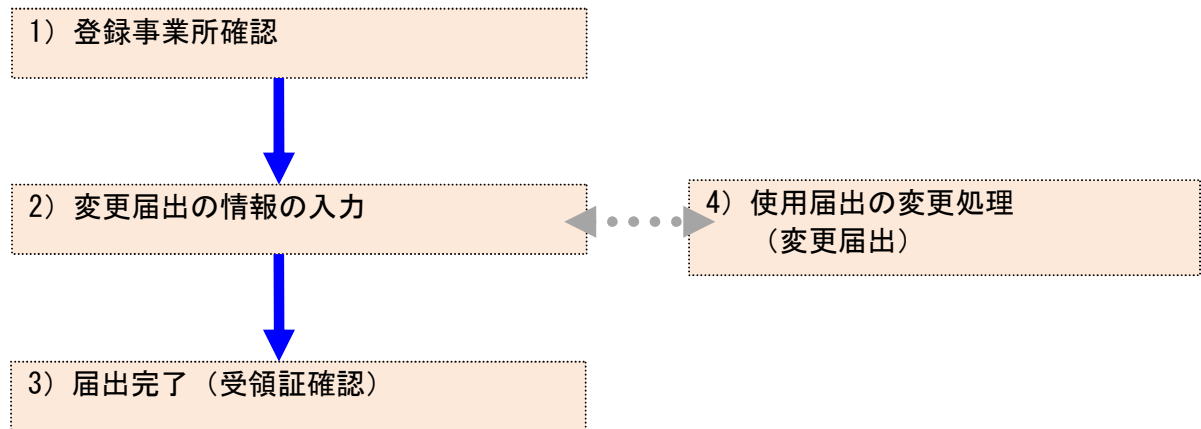 1）登録事業所確認
2）変更届出の情報の入力
4）使用届出の変更処理
（変更届出）
3）届出完了（受領証確認）